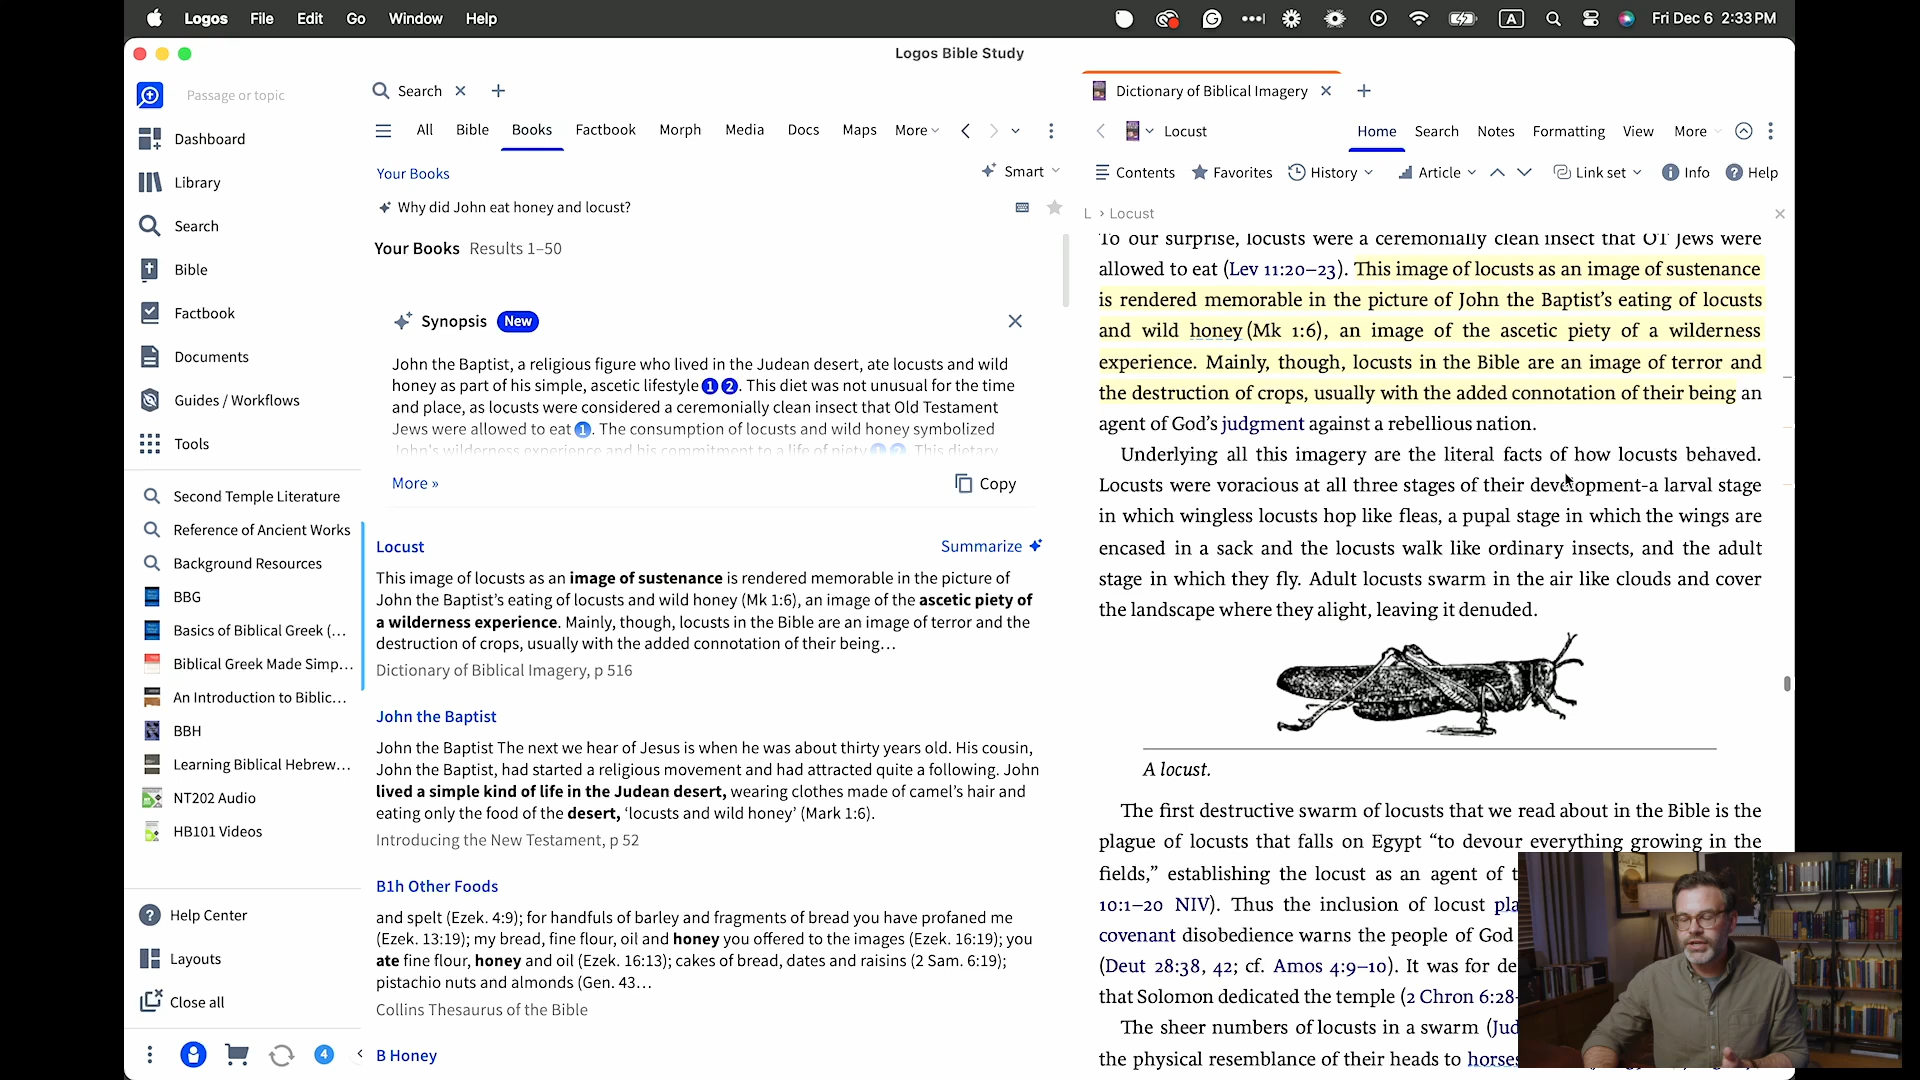 Logos File Edit Go Window Help
A
Fri Dec 6 2:33 PM
Logos Bible Study
Passage or topic
Dashboard
Library
Search
Bible
Factbook
Documents
Guides / Workflows
Tools
Second Temple Literature
Reference of Ancient Works
Background Resources
BBG
Basics of Biblical Greek (...
Biblical Greek Made Simp...
An Introduction to Biblic...
BBH
Learning Biblical Hebrew...
NT202 Audio
HB101 Videos
Help Center
Layouts
Close all
4
Search
All Bible Books Factbook Morph Media Docs Maps More
Your Books
Smart
Why did John eat honey and locust?
Your Books Results 1–50
Synopsis New
John the Baptist, a religious figure who lived in the Judean desert, ate locusts and wild
honey as part of his simple, ascetic lifestyle 1 2. This diet was not unusual for the time
and place, as locusts were considered a ceremonially clean insect that Old Testament
Jews were allowed to eat 1. The consumption of locusts and wild honey symbolized
John's wilderness experience and his commitment to a life of piety 1 2. This dietary
More »
Copy
Locust
Summarize
This image of locusts as an image of sustenance is rendered memorable in the picture of
John the Baptist's eating of locusts and wild honey (Mk 1:6), an image of the ascetic piety of
a wilderness experience. Mainly, though, locusts in the Bible are an image of terror and the
destruction of crops, usually with the added connotation of their being…
Dictionary of Biblical Imagery, p 516
John the Baptist
John the Baptist The next we hear of Jesus is when he was about thirty years old. His cousin,
John the Baptist, had started a religious movement and had attracted quite a following. John
lived a simple kind of life in the Judean desert, wearing clothes made of camel's hair and
eating only the food of the desert, 'locusts and wild honey' (Mark 1:6).
Introducing the New Testament, p 52
B1h Other Foods
and spelt (Ezek. 4:9); for handfuls of barley and fragments of bread you have profaned me
(Ezek. 13:19); my bread, fine flour, oil and honey you offered to the images (Ezek. 16:19); you
ate fine flour, honey and oil (Ezek. 16:13); cakes of bread, dates and raisins (2 Sam. 6:19);
pistachio nuts and almonds (Gen. 43…
Collins Thesaurus of the Bible
B Honey
Dictionary of Biblical Imagery
Locust
Home Search Notes Formatting View More
Contents Favorites History Article Link set Info Help
L › Locust
To our surprise, locusts were a ceremonially clean insect that OT Jews were
allowed to eat (Lev 11:20–23). This image of locusts as an image of sustenance
is rendered memorable in the picture of John the Baptist's eating of locusts
and wild honey (Mk 1:6), an image of the ascetic piety of a wilderness
experience. Mainly, though, locusts in the Bible are an image of terror and
the destruction of crops, usually with the added connotation of their being an
agent of God's judgment against a rebellious nation.
Underlying all this imagery are the literal facts of how locusts behaved.
Locusts were voracious at all three stages of their development-a larval stage
in which wingless locusts hop like fleas, a pupal stage in which the wings are
encased in a sack and the locusts walk like ordinary insects, and the adult
stage in which they fly. Adult locusts swarm in the air like clouds and cover
the landscape where they alight, leaving it denuded.
A locust.
The first destructive swarm of locusts that we read about in the Bible is the
plague of locusts that falls on Egypt “to devour everything growing in the
fields,” establishing the locust as an agent of
10:1–20 NIV). Thus the inclusion of locust
covenant disobedience warns the people of God
(Deut 28:38, 42; cf. Amos 4:9–10). It was for
that Solomon dedicated the temple (2 Chron 6:28
The sheer numbers of locusts in a swarm (Jud
the physical resemblance of their heads to horses